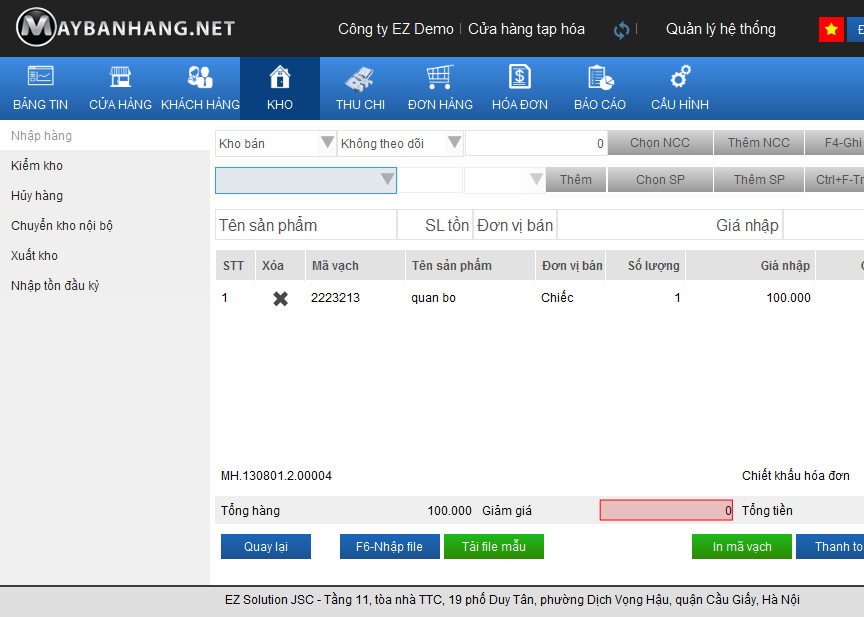 MAYBANHANG.NET
Công ty EZ Demo | Cửa hàng tạp hóa | Quản lý hệ thống
BẢNG TIN CỬA HÀNG KHÁCH HÀNG KHO THU CHI ĐƠN HÀNG HÓA ĐƠN BÁO CÁO CẤU HÌNH
Nhập hàng
Kiểm kho
Hủy hàng
Chuyển kho nội bộ
Xuất kho
Nhập tồn đầu kỳ
Kho bán Không theo dõi 0 Chọn NCC Thêm NCC F4-Ghi
Thêm Chọn SP Thêm SP Ctrl+F-Tr
Tên sản phẩm SL tồn Đơn vị bán Giá nhập
STT Xóa Mã vạch Tên sản phẩm Đơn vị bán Số lượng Giá nhập
1 2223213 quan bo Chiếc 1 100.000
MH.130801.2.00004 Chiết khấu hóa đơn
Tổng hàng 100.000 Giảm giá 0 Tổng tiền
Quay lại F6-Nhập file Tải file mẫu In mã vạch Thanh to
EZ Solution JSC - Tầng 11, tòa nhà TTC, 19 phố Duy Tân, phường Dịch Vọng Hậu, quận Cầu Giấy, Hà Nội